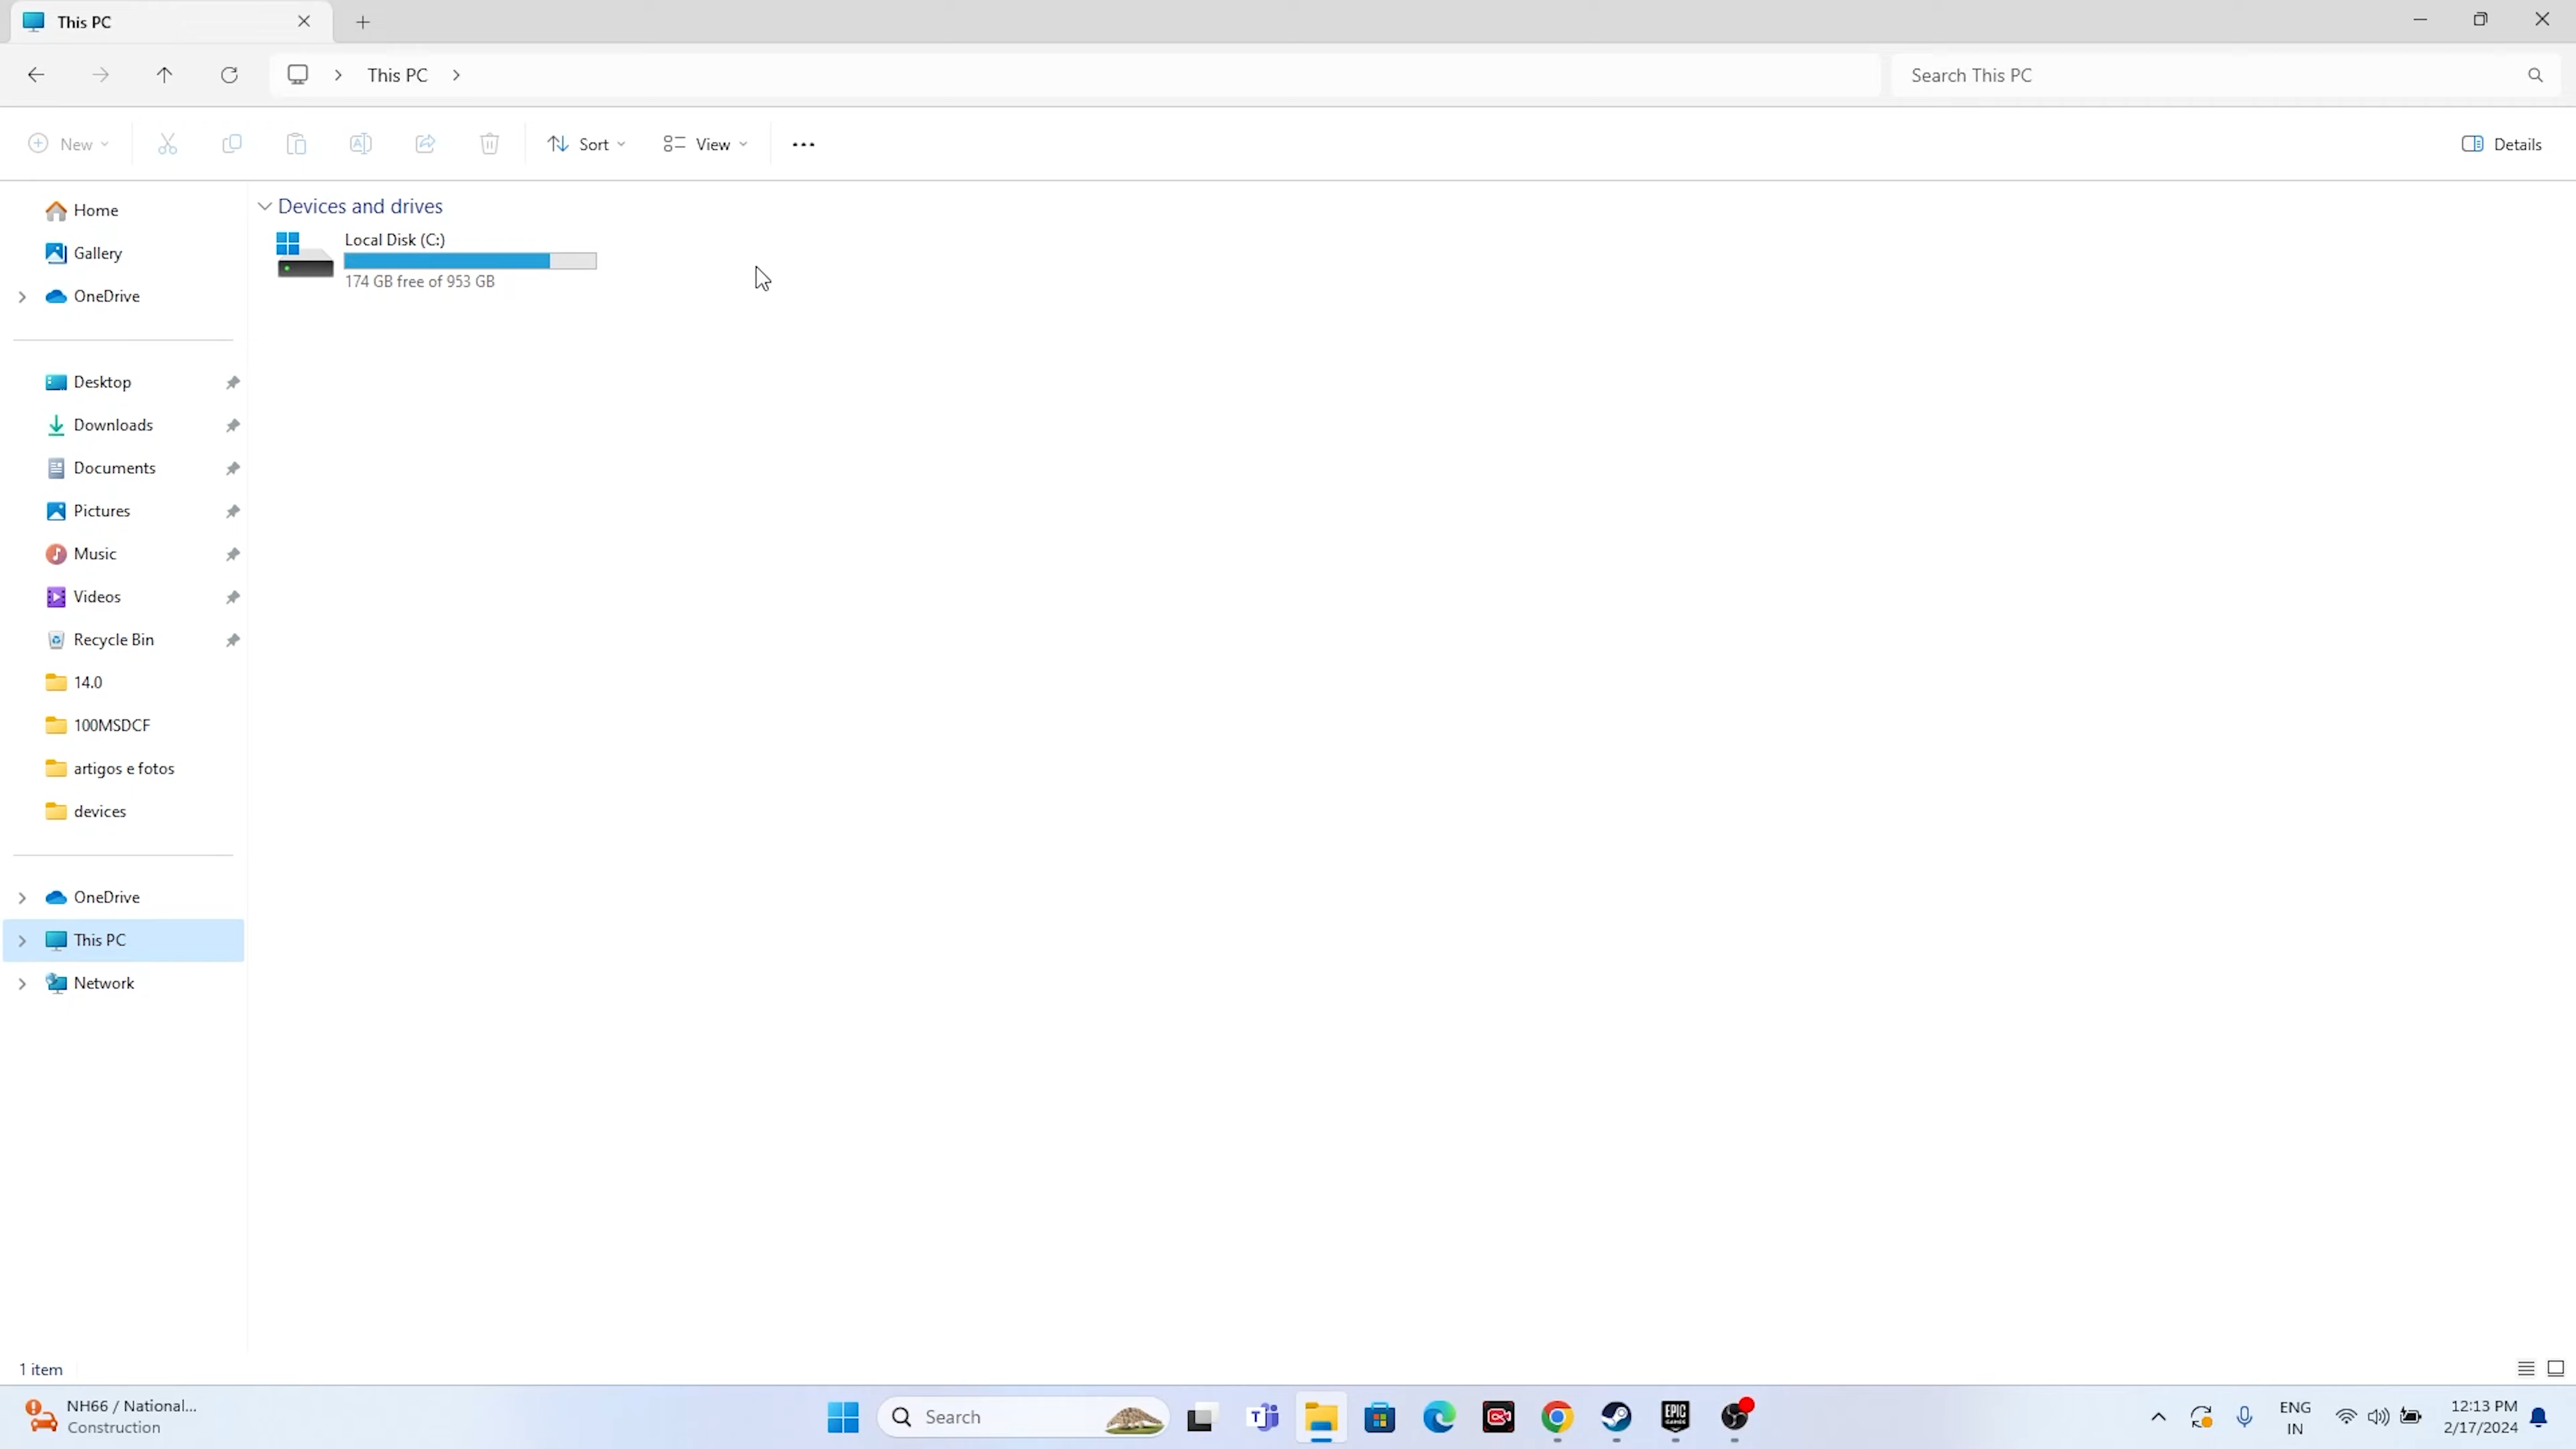 This PC
This PC
Search This PC
New
Sort
View
Details
Home
Gallery
OneDrive
Desktop
Downloads
Documents
Pictures
Music
Videos
Recycle Bin
14.0
100MSDCF
artigos e fotos
devices
OneDrive
This PC
Network
Devices and drives
Local Disk (C:)
174 GB free of 953 GB
1 item
NH66 / National...
Construction
Search
EPIC
GAMES
ENG
IN
12:13 PM
2/17/2024